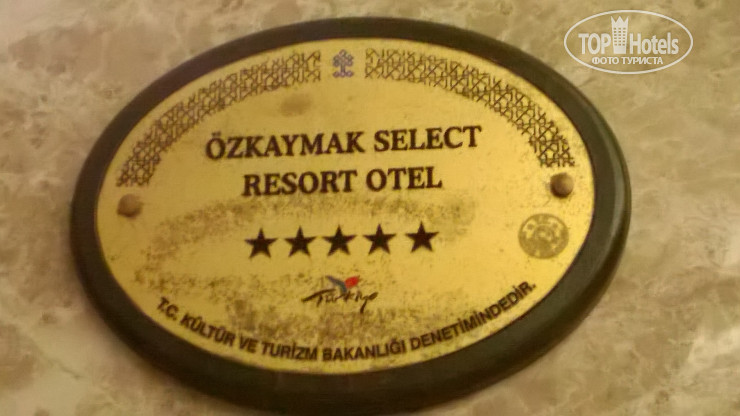 TOP Hotels
ФОТО ТУРИСТА
ÖZKAYMAK SELECT
RESORT OTEL
Türkiye
T.C. KÜLTÜR VE TURİZM BAKANLIĞI DENETİMİNDEDİR.